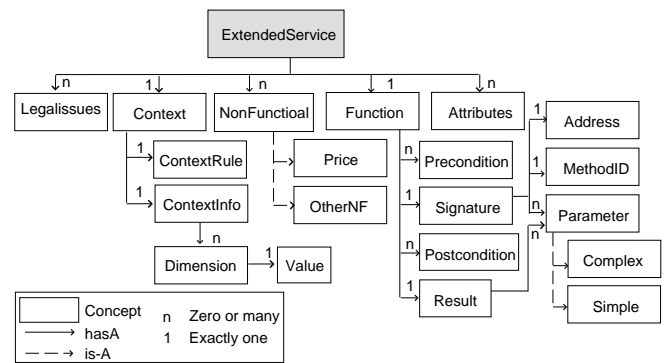 ExtendedService
n 1 n 1 n
Legalissues Context NonFunctioal Function Attributes
1 Address
1 ContextRule
Price
n Precondition
1 MethodID
1 ContextInfo
OtherNF
1 Signature
n Parameter
n
n
Dimension 1 Value
n Postcondition
Complex
1 Result
Simple
Concept n Zero or many
hasA 1 Exactly one
is-A